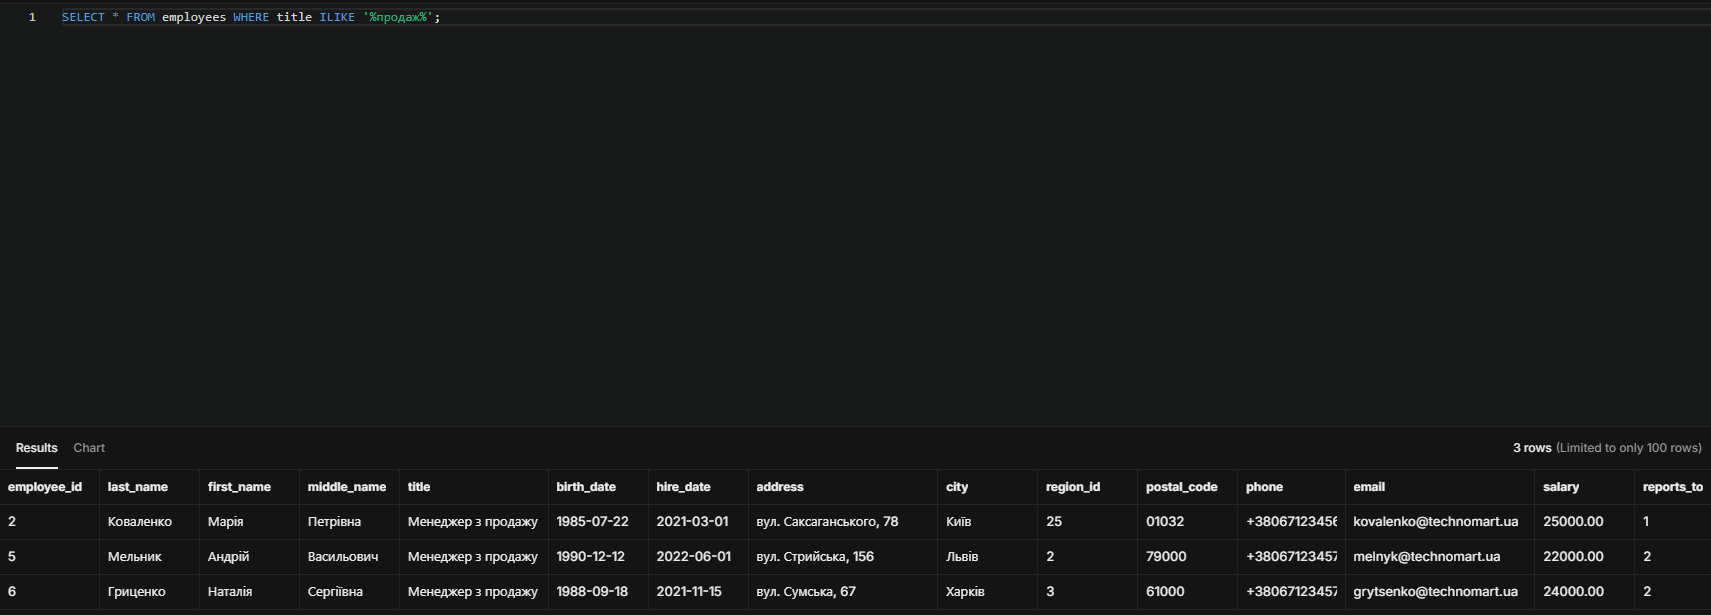 1 SELECT * FROM employees WHERE title ILIKE '%продаж%';
Results Chart 3 rows (Limited to only 100 rows)
employee_id last_name first_name middle_name title birth_date hire_date address city region_id postal_code phone email salary reports_to
2 Коваленко Марія Петрівна Менеджер з продажу 1985-07-22 2021-03-01 вул. Саксаганського, 78 Київ 25 01032 +38067123456 kovalenko@technomart.ua 25000.00 1
5 Мельник Андрій Васильович Менеджер з продажу 1990-12-12 2022-06-01 вул. Стрийська, 156 Львів 2 79000 +38067123457 melnyk@technomart.ua 22000.00 2
6 Гриценко Наталія Сергіївна Менеджер з продажу 1988-09-18 2021-11-15 вул. Сумська, 67 Харків 3 61000 +38067123457 grytsenko@technomart.ua 24000.00 2